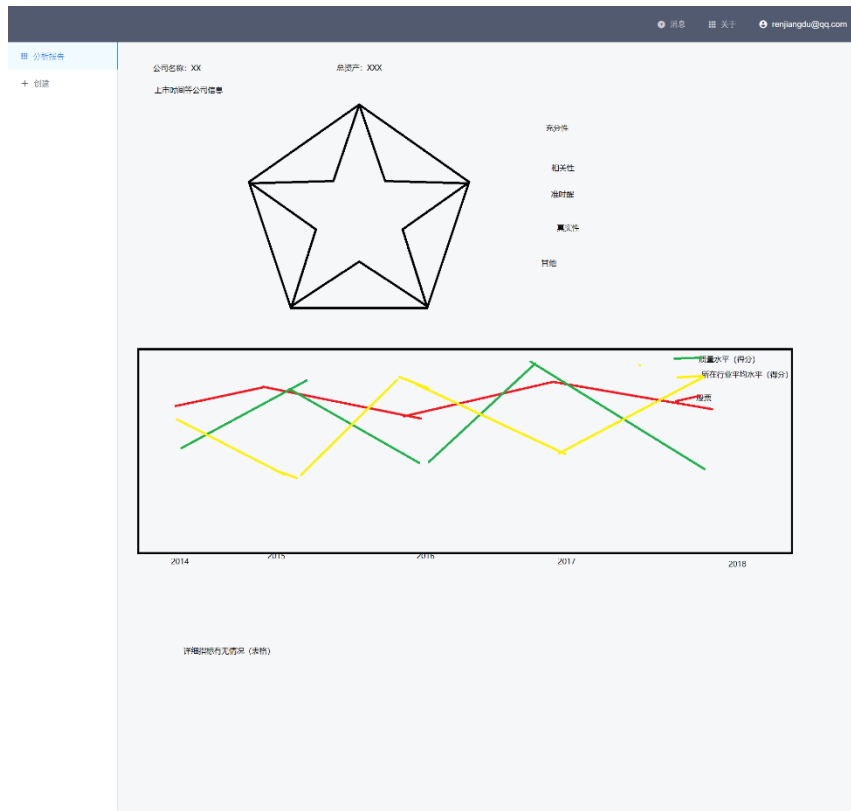 消息 关于 renjiangdu@qq.com
分析报告
创建
公司名称：XX 总资产：XXX
上市时间等公司信息
充分性
相关性
准时醒
真实性
其他
质量水平（得分）
所在行业平均水平（得分）
股票
2014 2015 2016 2017 2018
详细指标有无情况（表格）